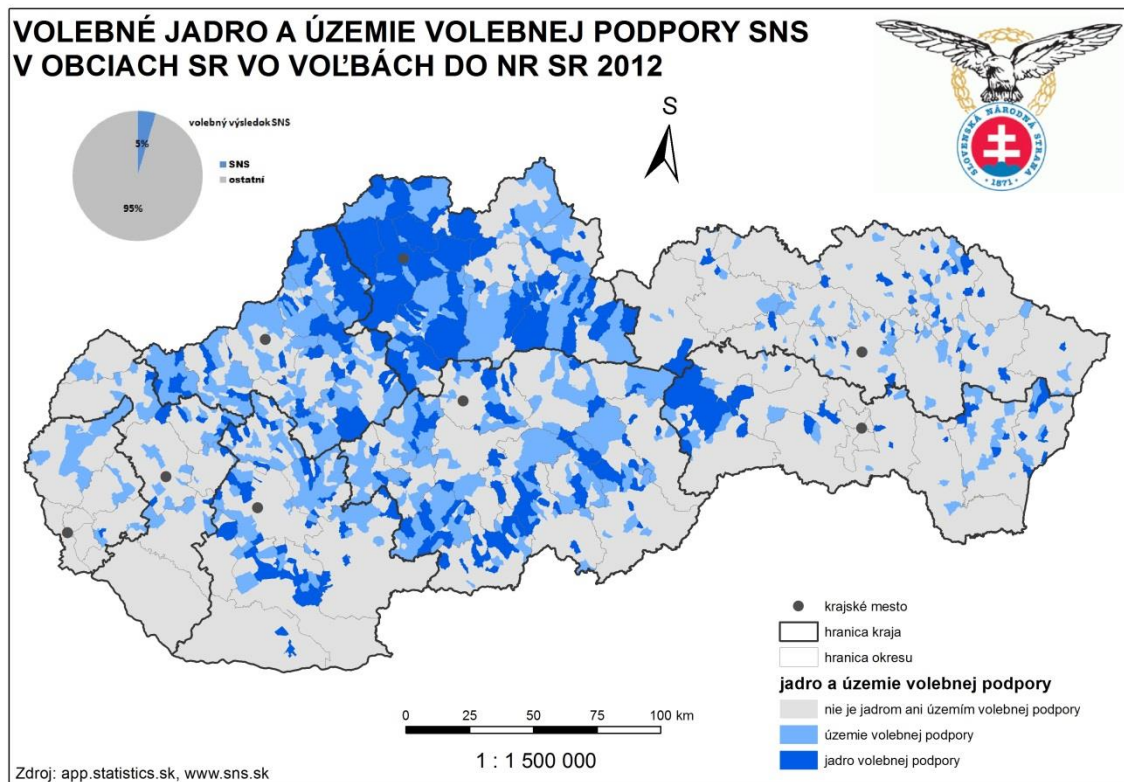 VOLEBNÉ JADRO A ÚZEMIE VOLEBNEJ PODPORY SNS
V OBCIACH SR VO VOĽBÁCH DO NR SR 2012
volebný výsledok SNS
5%
SNS
ostatní
95%
S
SLOVENSKÁ NÁRODNÁ STRANA
· 1871 ·
krajské mesto
hranica kraja
hranica okresu
jadro a územie volebnej podpory
nie je jadrom ani územím volebnej podpory
územie volebnej podpory
jadro volebnej podpory
0 25 50 75 100 km
1 : 1 500 000
Zdroj: app.statistics.sk, www.sns.sk